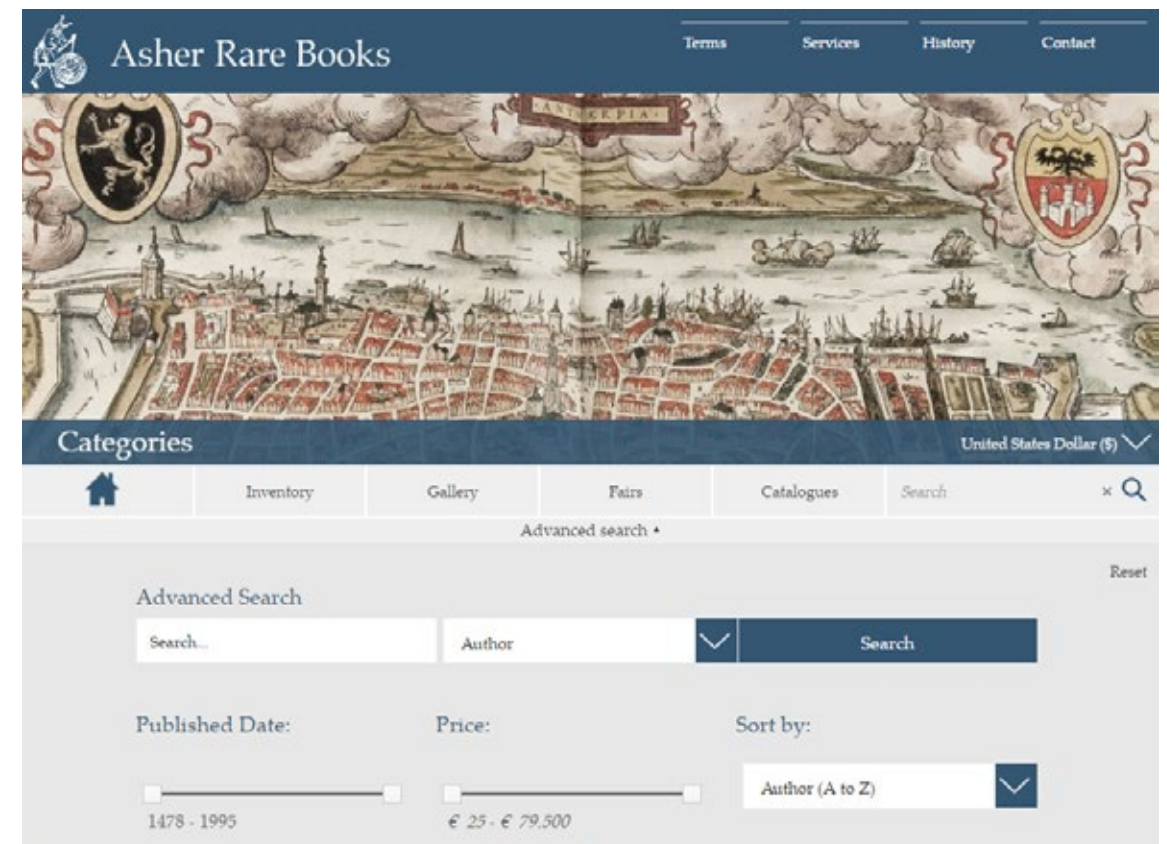 Asher Rare Books
Terms Services History Contact
ANTVERPIA
Categories
United States Dollar ($)
Inventory Gallery Fairs Catalogues Search × 
Advanced search
Reset
Advanced Search
Search... Author Search
Published Date: Price: Sort by:
Author (A to Z)
1478 - 1995 € 25 - € 79.500